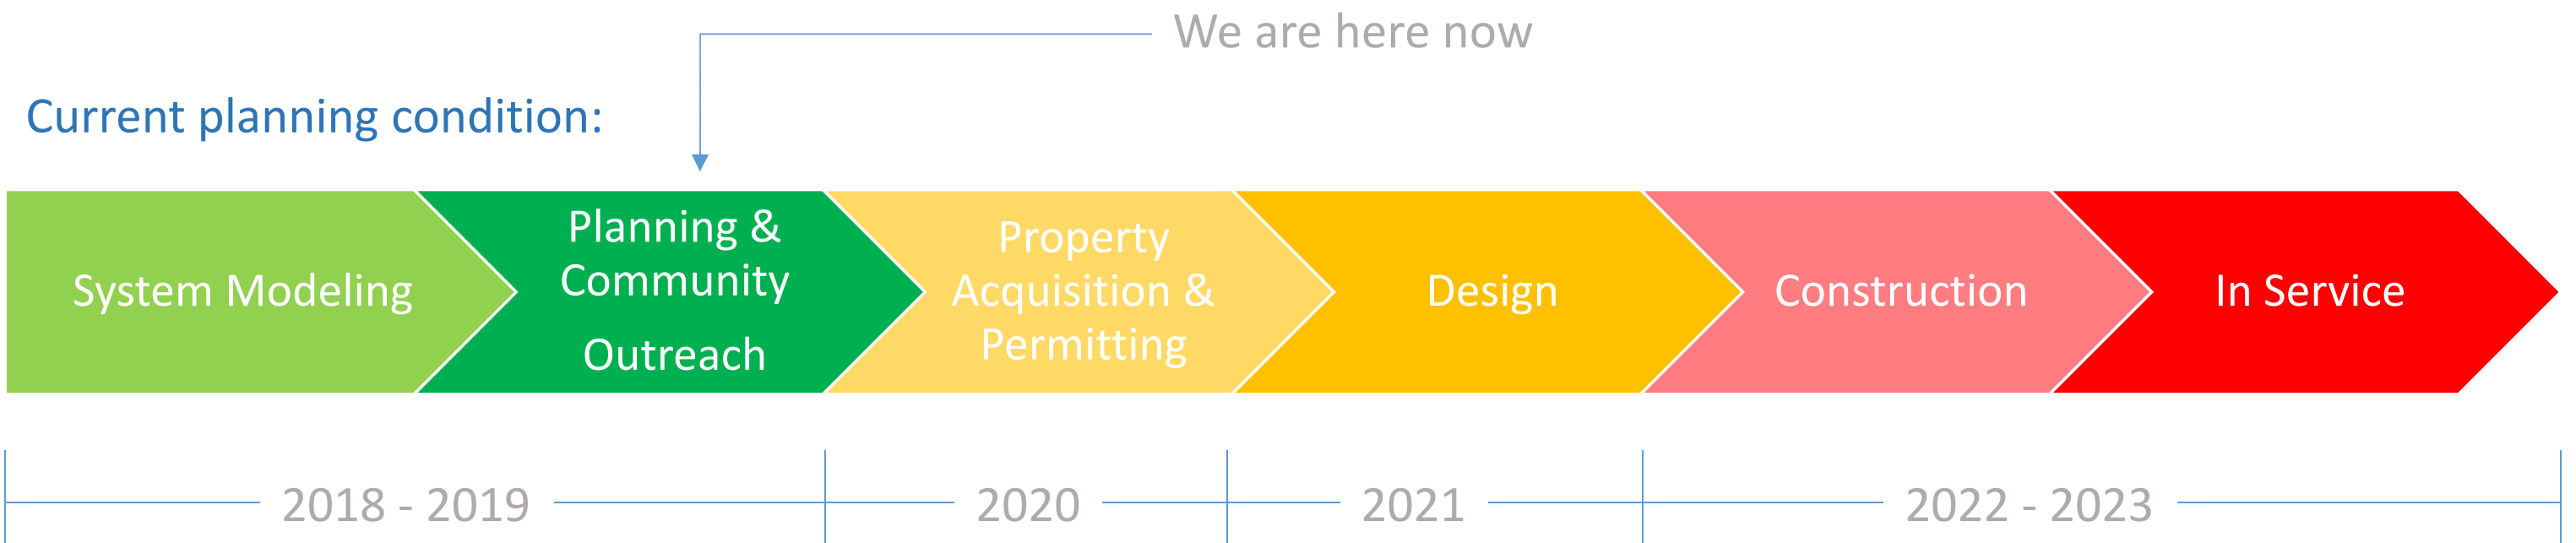 We are here now
Current planning condition:
System Modeling
Planning &
Community
Outreach
Property
Acquisition &
Permitting
Design
Construction
In Service
2018 - 2019
2020
2021
2022 - 2023